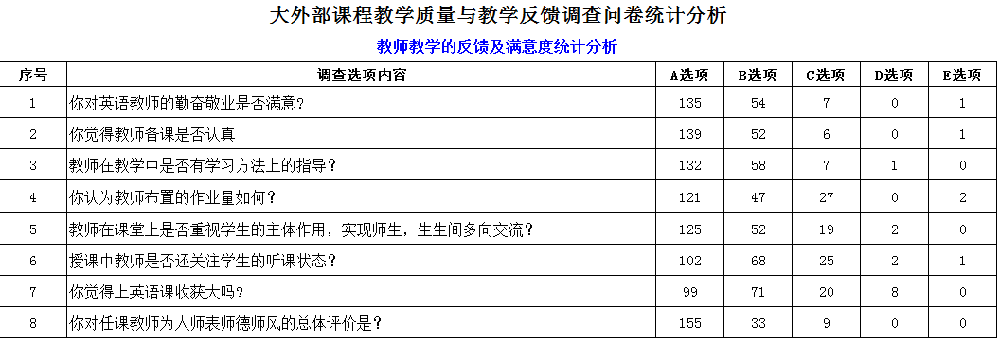 大外部课程教学质量与教学反馈调查问卷统计分析
教师教学的反馈及满意度统计分析
序号 调查选项内容 A选项 B选项 C选项 D选项 E选项
1 你对英语教师的勤奋敬业是否满意? 135 54 7 0 1
2 你觉得教师备课是否认真 139 52 6 0 1
3 教师在教学中是否有学习方法上的指导？ 132 58 7 1 0
4 你认为教师布置的作业量如何？ 121 47 27 0 2
5 教师在课堂上是否重视学生的主体作用，实现师生，生生间多向交流？ 125 52 19 2 0
6 授课中教师是否还关注学生的听课状态？ 102 68 25 2 1
7 你觉得上英语课收获大吗? 99 71 20 8 0
8 你对任课教师为人师表师德师风的总体评价是？ 155 33 9 0 0